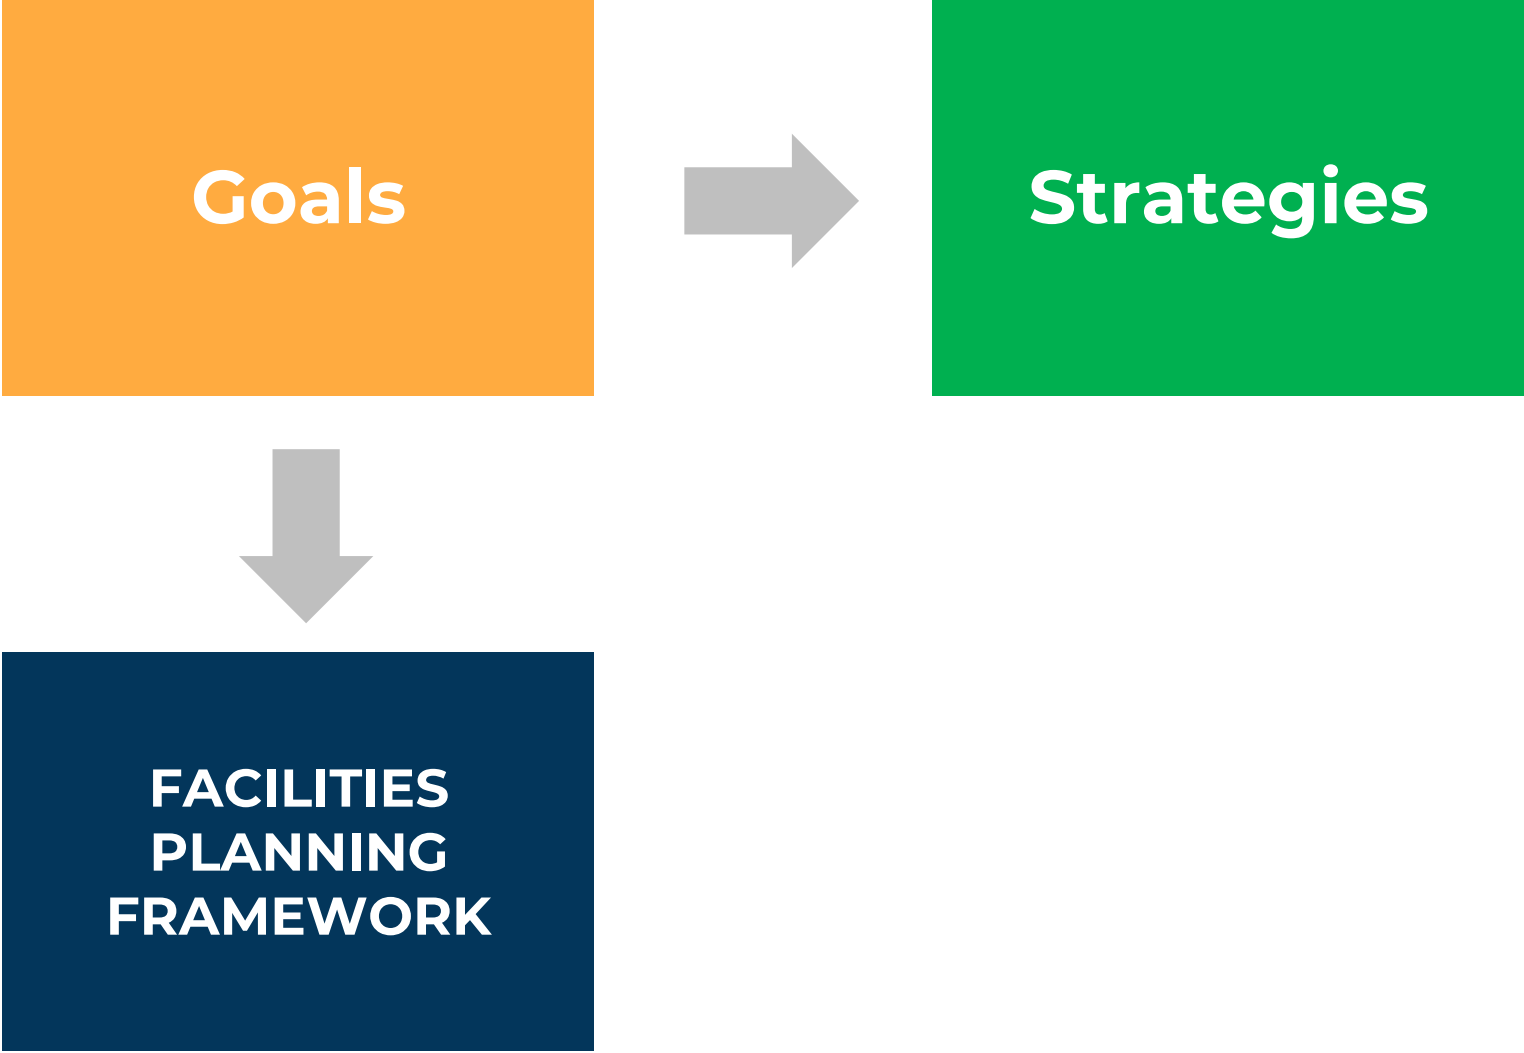 Goals
Strategies
FACILITIES
PLANNING
FRAMEWORK